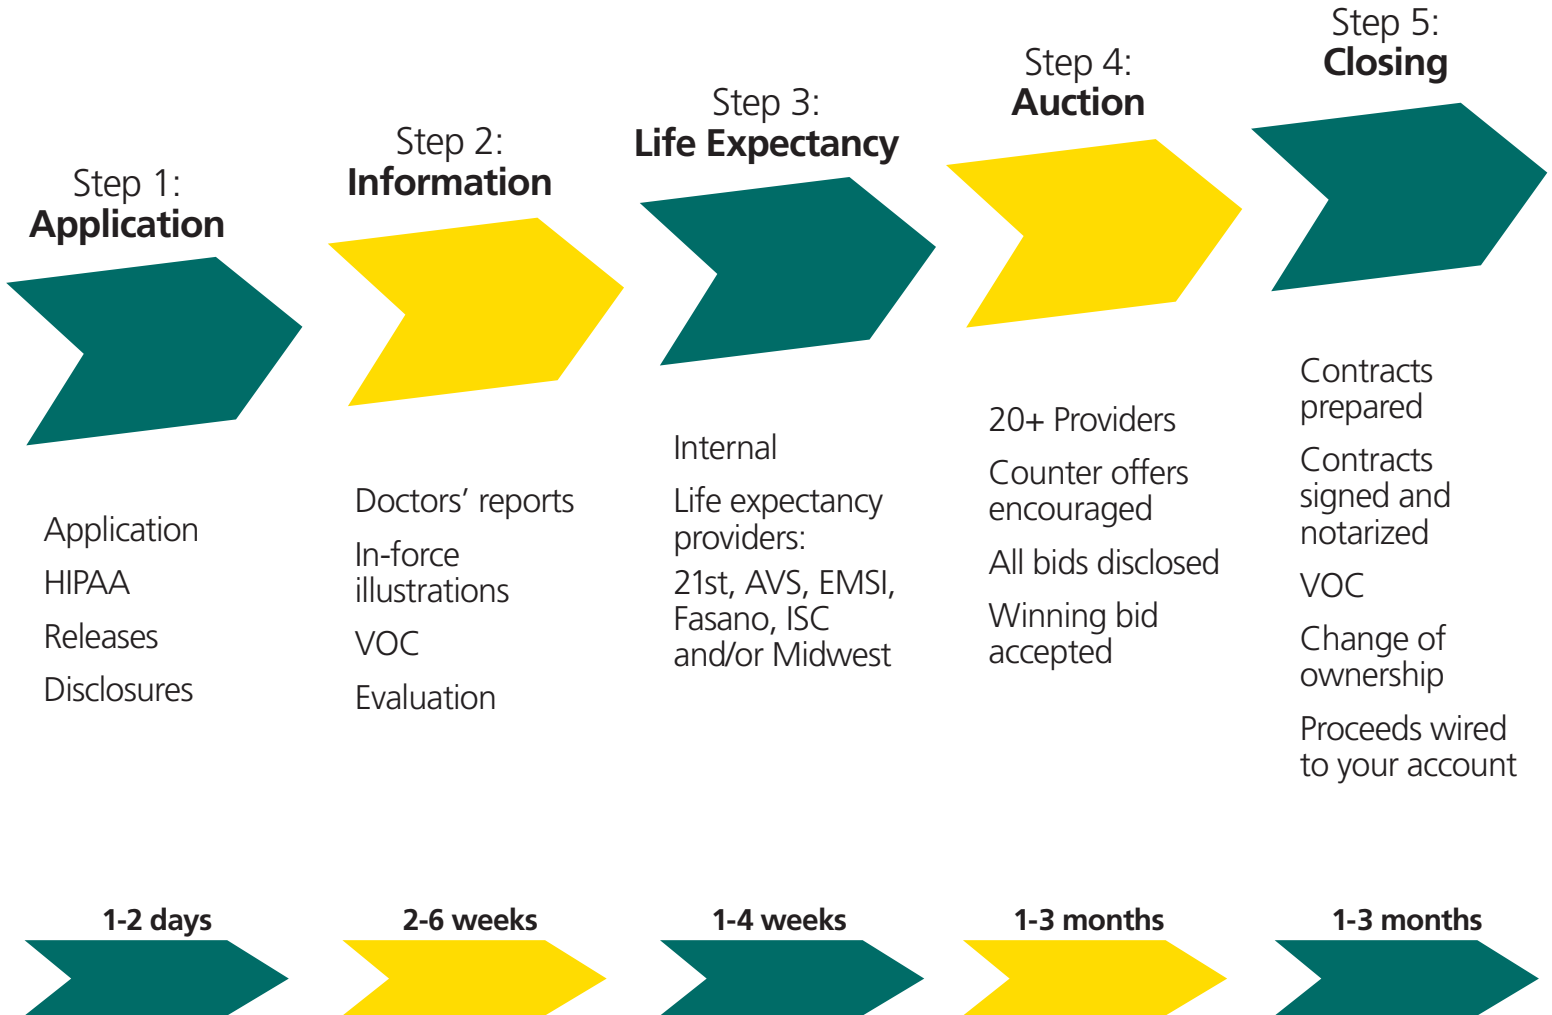 Step 1:
Application
Step 2:
Information
Step 3:
Life Expectancy
Step 4:
Auction
Step 5:
Closing
Application
HIPAA
Releases
Disclosures
Doctors’ reports
In-force
illustrations
VOC
Evaluation
Internal
Life expectancy
providers:
21st, AVS, EMSI,
Fasano, ISC
and/or Midwest
20+ Providers
Counter offers
encouraged
All bids disclosed
Winning bid
accepted
Contracts
prepared
Contracts
signed and
notarized
VOC
Change of
ownership
Proceeds wired
to your account
1-2 days
2-6 weeks
1-4 weeks
1-3 months
1-3 months